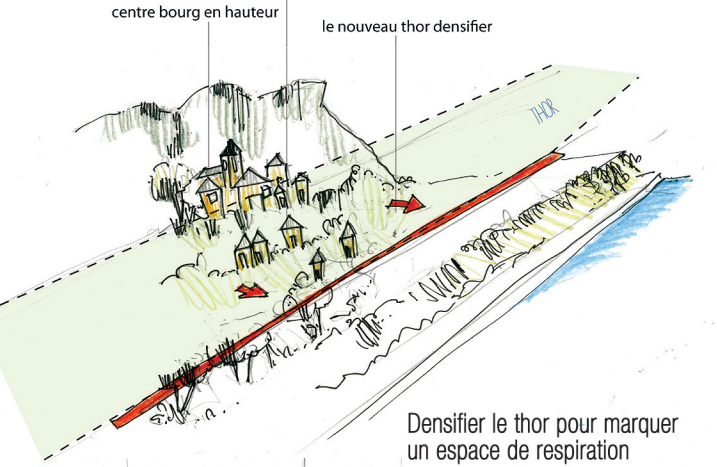 centre bourg en hauteur
le nouveau thor densifier
THOR
Densifier le thor pour marquer
un espace de respiration